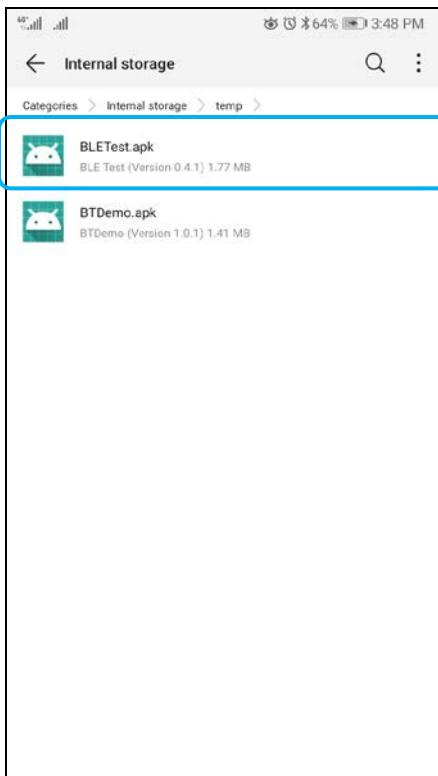 64% 3:48 PM
Internal storage
Categories > Internal storage > temp >
BLETest.apk
BLE Test (Version 0.4.1) 1.77 MB
BTDemo.apk
BTDemo (Version 1.0.1) 1.41 MB